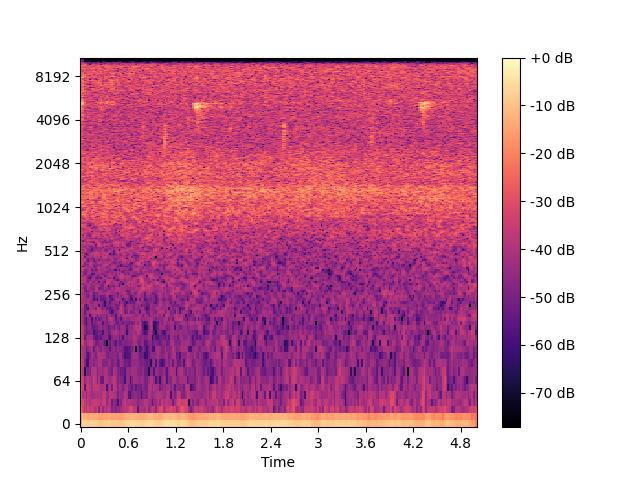 8192
4096
2048
1024
512
256
128
64
0
Hz
0 0.6 1.2 1.8 2.4 3 3.6 4.2 4.8
Time
+0 dB
-10 dB
-20 dB
-30 dB
-40 dB
-50 dB
-60 dB
-70 dB